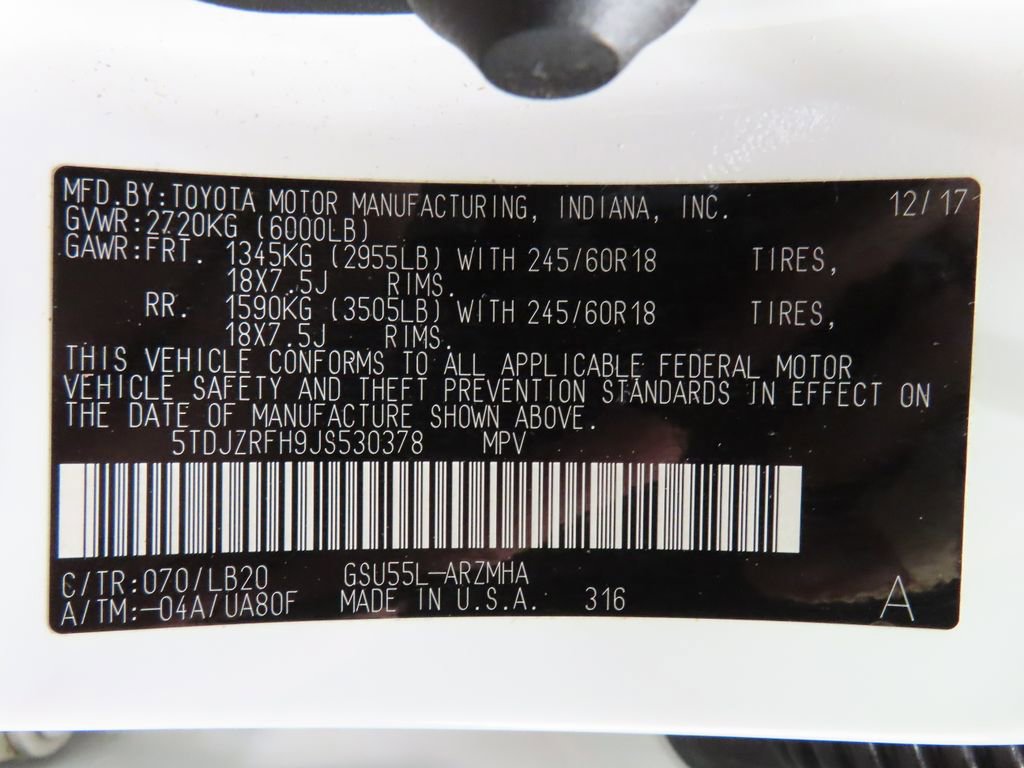 MFD.BY:TOYOTA MOTOR MANUFACTURING, INDIANA, INC. 12/17
GVWR:2720KG (6000LB)
GAWR:FRT. 1345KG (2955LB) WITH 245/60R18 TIRES,
18X7.5J RIMS.
RR. 1590KG (3505LB) WITH 245/60R18 TIRES,
18X7.5J RIMS.
THIS VEHICLE CONFORMS TO ALL APPLICABLE FEDERAL MOTOR
VEHICLE SAFETY AND THEFT PREVENTION STANDARDS IN EFFECT ON
THE DATE OF MANUFACTURE SHOWN ABOVE.
5TDJZRFH9JS530378 MPV
C/TR:070/LB20 GSU55L-ARZMHA
A/TM:-04A/UA80F MADE IN U.S.A. 316 A